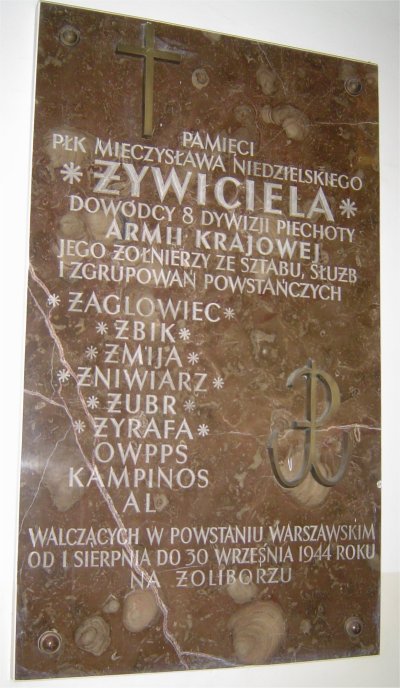 PAMIĘCI
PŁK MIECZYSŁAWA NIEDZIELSKIEGO
* ŻYWICIELA *
DOWÓDCY 8 DYWIZJI PIECHOTY
ARMII KRAJOWEJ
JEGO ŻOŁNIERZY ZE SZTABU, SŁUŻB
I ZGRUPOWAŃ POWSTAŃCZYCH
* ŻAGLOWIEC *
* ŻBIK *
* ŻMIJA *
* ŻNIWIARZ *
* ŻUBR *
* ŻYRAFA *
OWPPS
KAMPINOS
AL
WALCZĄCYCH W POWSTANIU WARSZAWSKIM
OD 1 SIERPNIA DO 30 WRZEŚNIA 1944 ROKU
NA ŻOLIBORZU